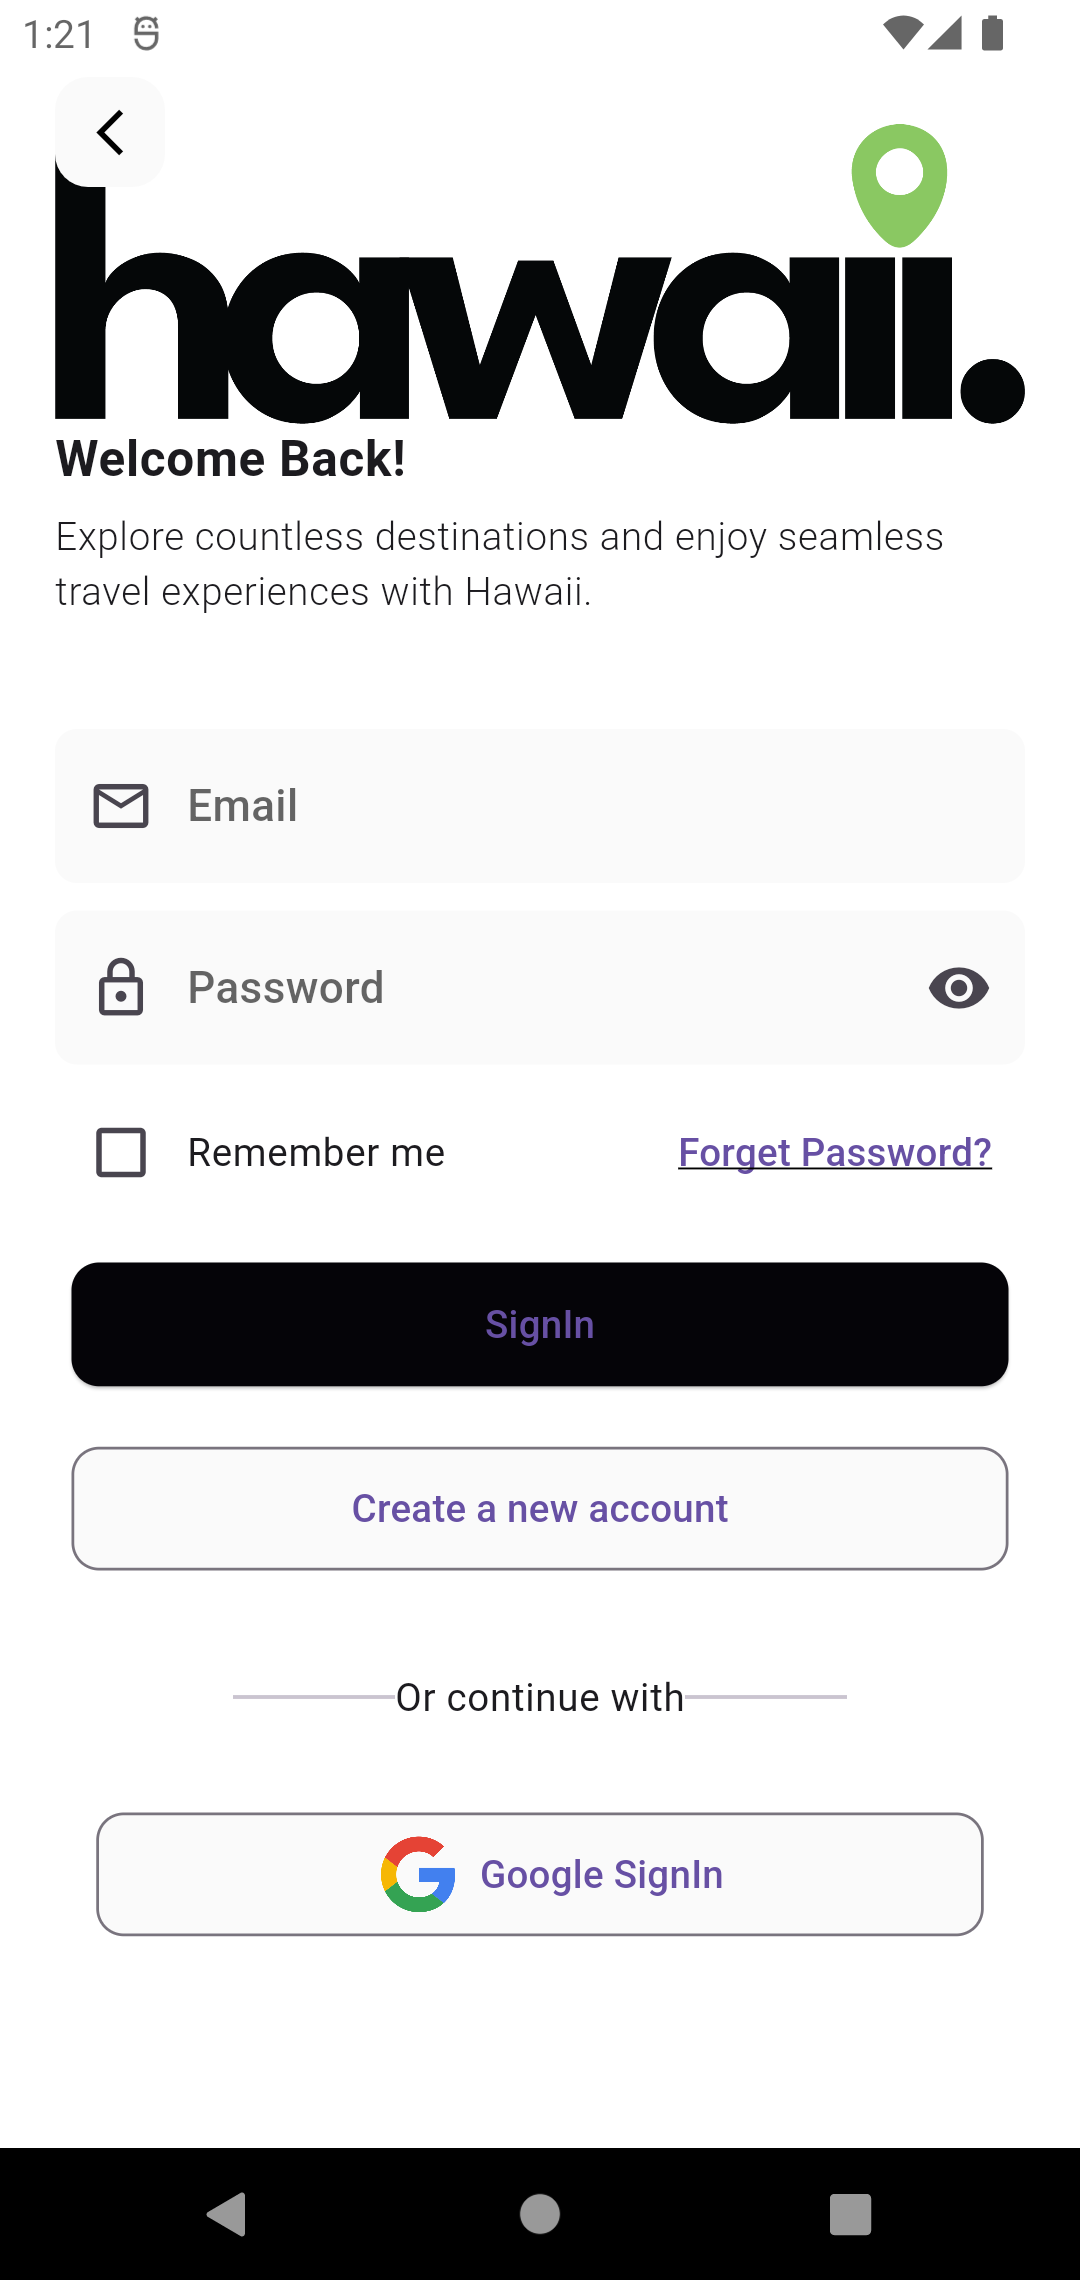 1:21
hawaii.
Welcome Back!
Explore countless destinations and enjoy seamless
travel experiences with Hawaii.
Email
Password
Remember me
Forget Password?
SignIn
Create a new account
Or continue with
Google SignIn